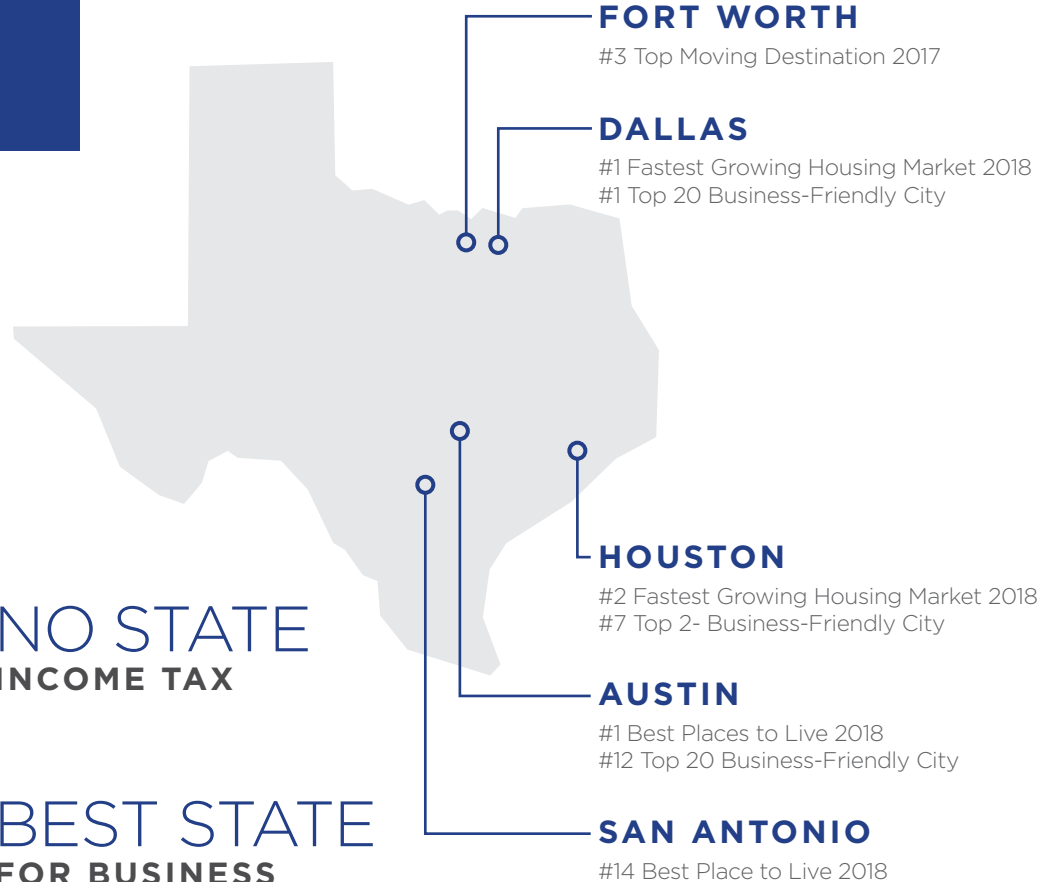 FORT WORTH
#3 Top Moving Destination 2017
DALLAS
#1 Fastest Growing Housing Market 2018
#1 Top 20 Business-Friendly City
HOUSTON
#2 Fastest Growing Housing Market 2018
#7 Top 2- Business-Friendly City
NO STATE
INCOME TAX
AUSTIN
#1 Best Places to Live 2018
#12 Top 20 Business-Friendly City
BEST STATE
FOR BUSINESS
SAN ANTONIO
#14 Best Place to Live 2018